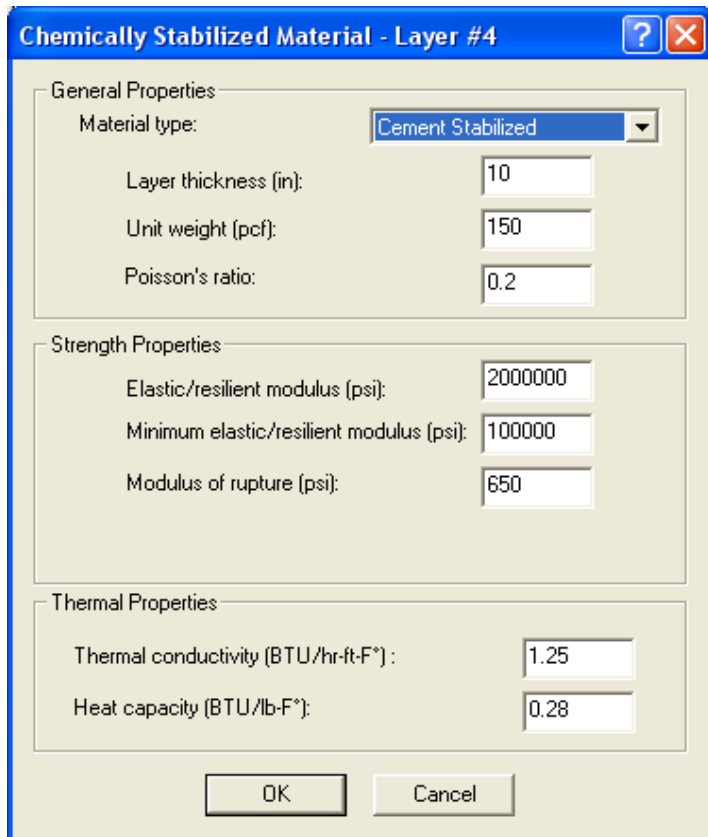 Chemically Stabilized Material - Layer #4
General Properties
Material type: Cement Stabilized
Layer thickness (in): 10
Unit weight (pcf): 150
Poisson's ratio: 0.2
Strength Properties
Elastic/resilient modulus (psi): 2000000
Minimum elastic/resilient modulus (psi): 100000
Modulus of rupture (psi): 650
Thermal Properties
Thermal conductivity (BTU/hr-ft-F°) : 1.25
Heat capacity (BTU/lb-F°): 0.28
OK Cancel